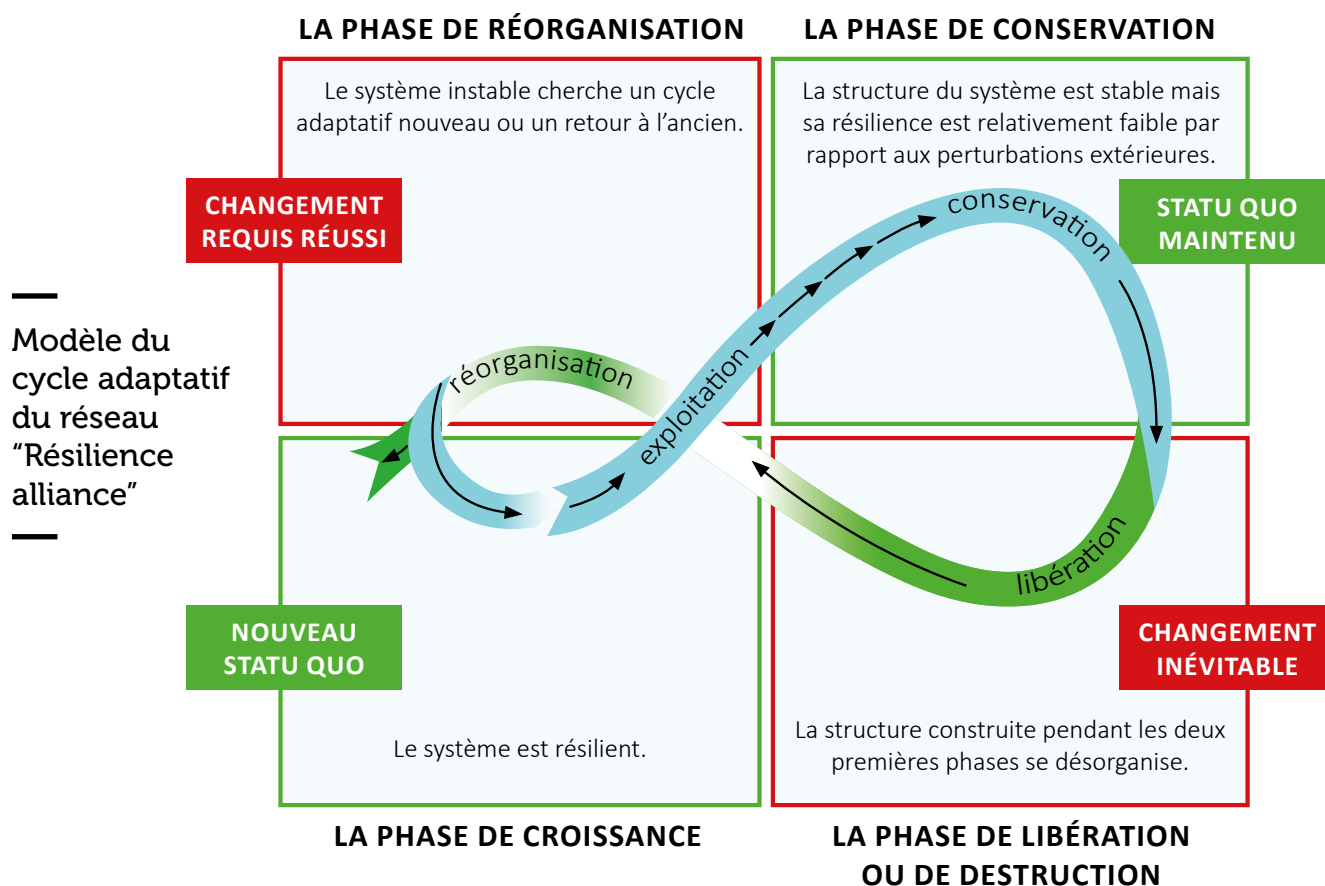 LA PHASE DE RÉORGANISATION
LA PHASE DE CONSERVATION
Le système instable cherche un cycle
adaptatif nouveau ou un retour à l’ancien.
La structure du système est stable mais
sa résilience est relativement faible par
rapport aux perturbations extérieures.
CHANGEMENT
REQUIS RÉUSSI
STATU QUO
MAINTENU
conservation
Modèle du
cycle adaptatif
du réseau
“Résilience
alliance”
réorganisation
exploitation
libération
NOUVEAU
STATU QUO
CHANGEMENT
INÉVITABLE
Le système est résilient.
La structure construite pendant les deux
premières phases se désorganise.
LA PHASE DE CROISSANCE
LA PHASE DE LIBÉRATION
OU DE DESTRUCTION